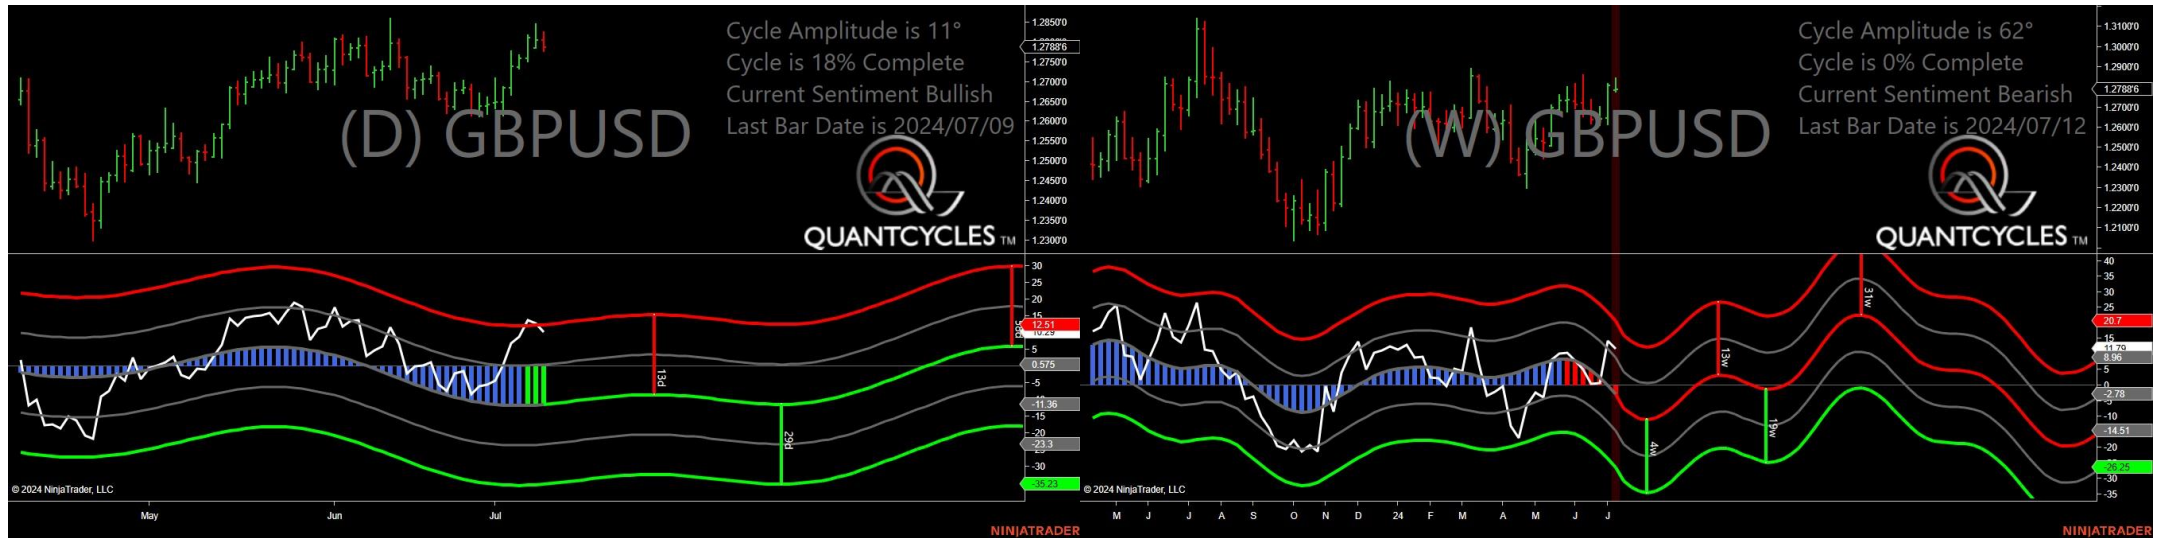 Cycle Amplitude is 11°
Cycle is 18% Complete
Current Sentiment Bullish
Last Bar Date is 2024/07/09
(D) GBPUSD
QUANTCYCLES TM
1.2850'0
1.2788'6
1.2750'0
1.2700'0
1.2650'0
1.2600'0
1.2550'0
1.2500'0
1.2450'0
1.2400'0
1.2350'0
1.2300'0
30
25
20
15
12.51
10.29
5
0.575
-5
-11.36
-15
-20
-23.3
-30
-35.23
13d
29d
58d
© 2024 NinjaTrader, LLC
May Jun Jul
NINJATRADER
Cycle Amplitude is 62°
Cycle is 0% Complete
Current Sentiment Bearish
Last Bar Date is 2024/07/12
(W) GBPUSD
QUANTCYCLES TM
1.3100'0
1.3000'0
1.2900'0
1.2788'6
1.2700'0
1.2600'0
1.2500'0
1.2400'0
1.2300'0
1.2200'0
1.2100'0
40
35
30
25
20.7
15
11.79
8.96
5
0
-2.78
-5
-10
-14.51
-20
-26.25
-30
-35
4w
13w
19w
31w
© 2024 NinjaTrader, LLC
M J J A S O N D 24 F M A M J J
NINJATRADER